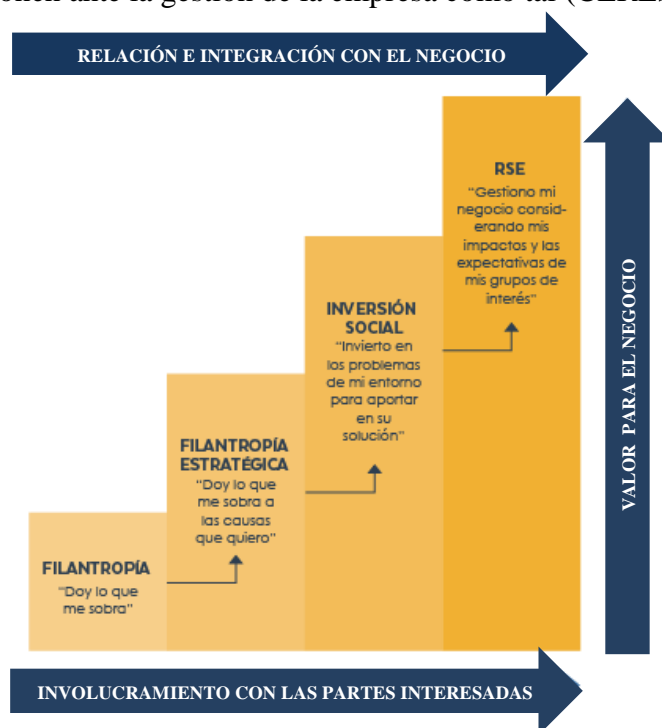 RELACIÓN E INTEGRACIÓN CON EL NEGOCIO
RSE
“Gestiono mi
negocio consid-
erando mis
impactos y las
expectativas de
mis grupos de
interés”
INVERSIÓN
SOCIAL
“Invierto en
los problemas
de mi entorno
para aportar
en su
solución”
FILANTROPÍA
ESTRATÉGICA
“Doy lo que
me sobra a
las causas
que quiero”
FILANTROPÍA
“Doy lo que
me sobra”
VALOR PARA EL NEGOCIO
INVOLUCRAMIENTO CON LAS PARTES INTERESADAS